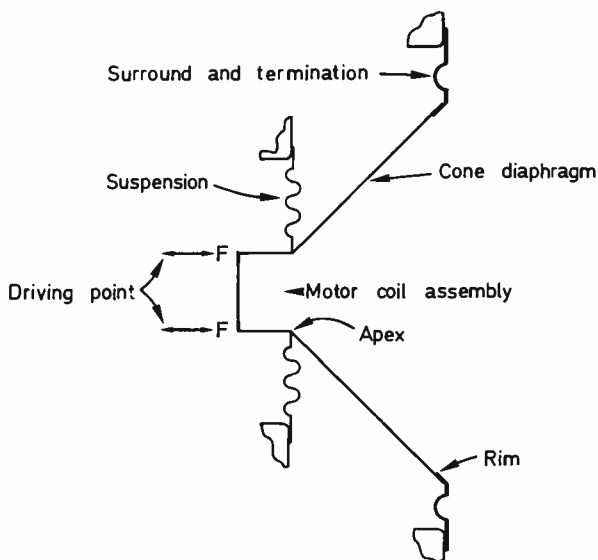 Surround and termination
Suspension
Cone diaphragm
F
Driving point
Motor coil assembly
F
Apex
Rim